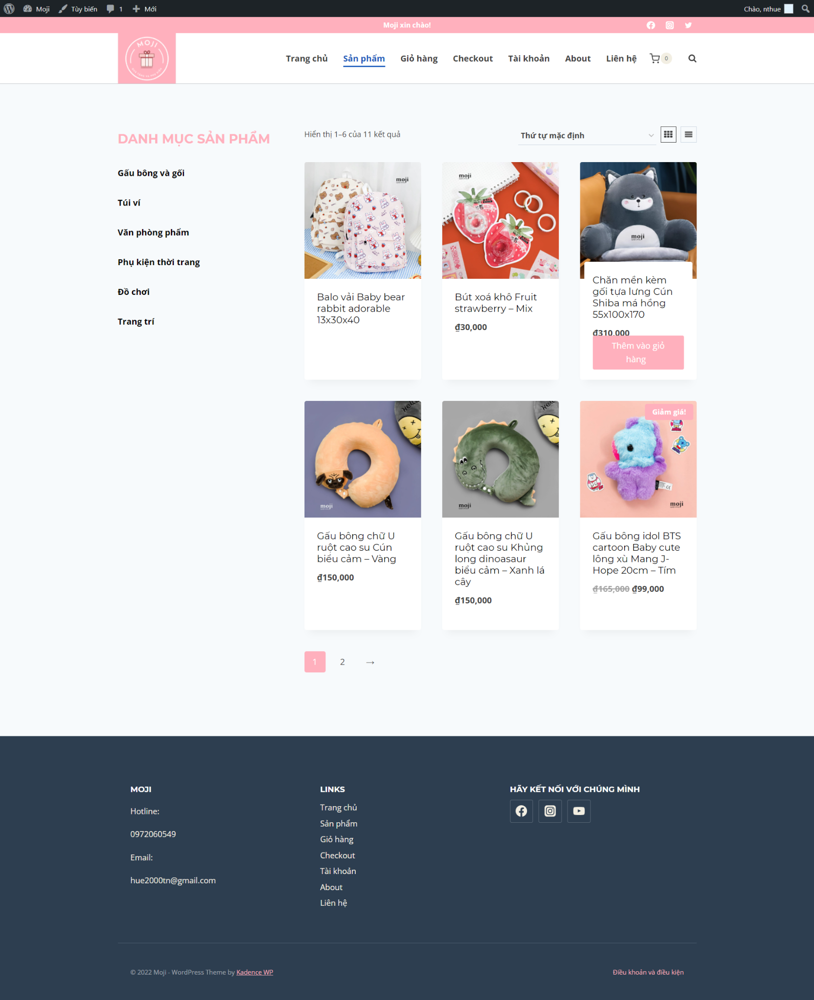 Moji
Tùy biến
1
Mới
Chào, nthue
Moji xin chào!
MOJI
QUÀ TẶNG VÀ PHỤ KIỆN
Trang chủ
Sản phẩm
Giỏ hàng
Checkout
Tài khoản
About
Liên hệ
0
DANH MỤC SẢN PHẨM
Gấu bông và gối
Túi ví
Văn phòng phẩm
Phụ kiện thời trang
Đồ chơi
Trang trí
Hiển thị 1–6 của 11 kết quả
Thứ tự mặc định
moji
Balo vải Baby bear
rabbit adorable
13x30x40
moji
Bút xoá khô Fruit
strawberry – Mix
₫30,000
moji
Chăn mền kèm
gối tựa lưng Cún
Shiba má hồng
55x100x170
₫310,000
Thêm vào giỏ
hàng
Hello
moji
Gấu bông chữ U
ruột cao su Cún
biểu cảm – Vàng
₫150,000
Hello
moji
Gấu bông chữ U
ruột cao su Khủng
long dinoasaur
biểu cảm – Xanh lá
cây
₫150,000
Giảm giá!
moji
Gấu bông idol BTS
cartoon Baby cute
lông xù Mang J-
Hope 20cm – Tím
₫165,000 ₫99,000
1
2
→
MOJI
Hotline:
0972060549
Email:
hue2000tn@gmail.com
LINKS
Trang chủ
Sản phẩm
Giỏ hàng
Checkout
Tài khoản
About
Liên hệ
HÃY KẾT NỐI VỚI CHÚNG MÌNH
© 2022 Moji - WordPress Theme by Kadence WP
Điều khoản và điều kiện